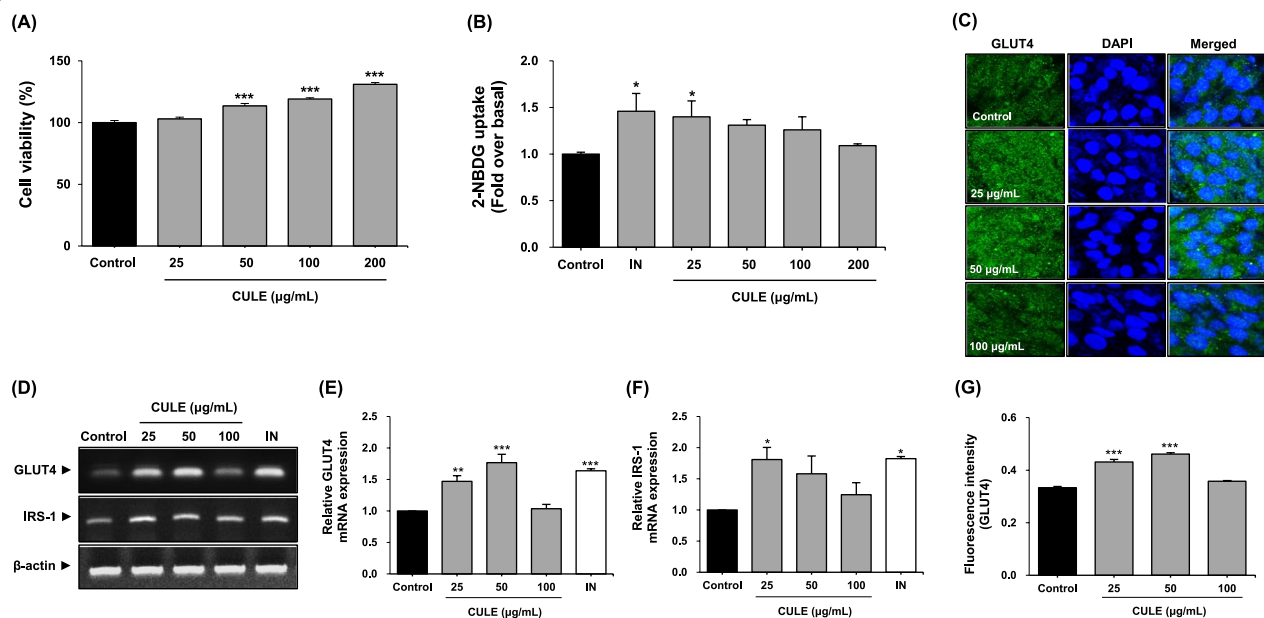 (A)
Cell viability (%)
150
100
50
0
***
***
***
Control
25
50
100
200
CULE (µg/mL)
(B)
2-NBDG uptake
(Fold over basal)
2.0
1.5
1.0
0.5
0.0
*
*
Control
IN
25
50
100
200
CULE (µg/mL)
(C)
GLUT4
DAPI
Merged
Control
25 µg/mL
50 µg/mL
100 µg/mL
(D)
CULE (µg/mL)
Control
25
50
100
IN
GLUT4
IRS-1
β-actin
(E)
Relative GLUT4
mRNA expression
2.5
2.0
1.5
1.0
0.5
0.0
**
***
***
Control
25
50
100
IN
CULE (µg/mL)
(F)
Relative IRS-1
mRNA expression
2.5
2.0
1.5
1.0
0.5
0.0
*
*
Control
25
50
100
IN
CULE (µg/mL)
(G)
Fluorescence intensity
(GLUT4)
0.6
0.4
0.2
0.0
***
***
Control
25
50
100
CULE (µg/mL)